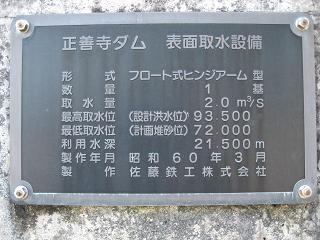 正善寺ダム 表面取水設備
形式 フロート式ヒンジアーム型
数量 1基
取水量 2.0m³/S
最高取水位 (設計洪水位) 93.500
最低取水位 (計画堆砂位) 72.000
利用水深 21.500m
製作年月 昭和60年3月
製作 佐藤鉄工株式会社